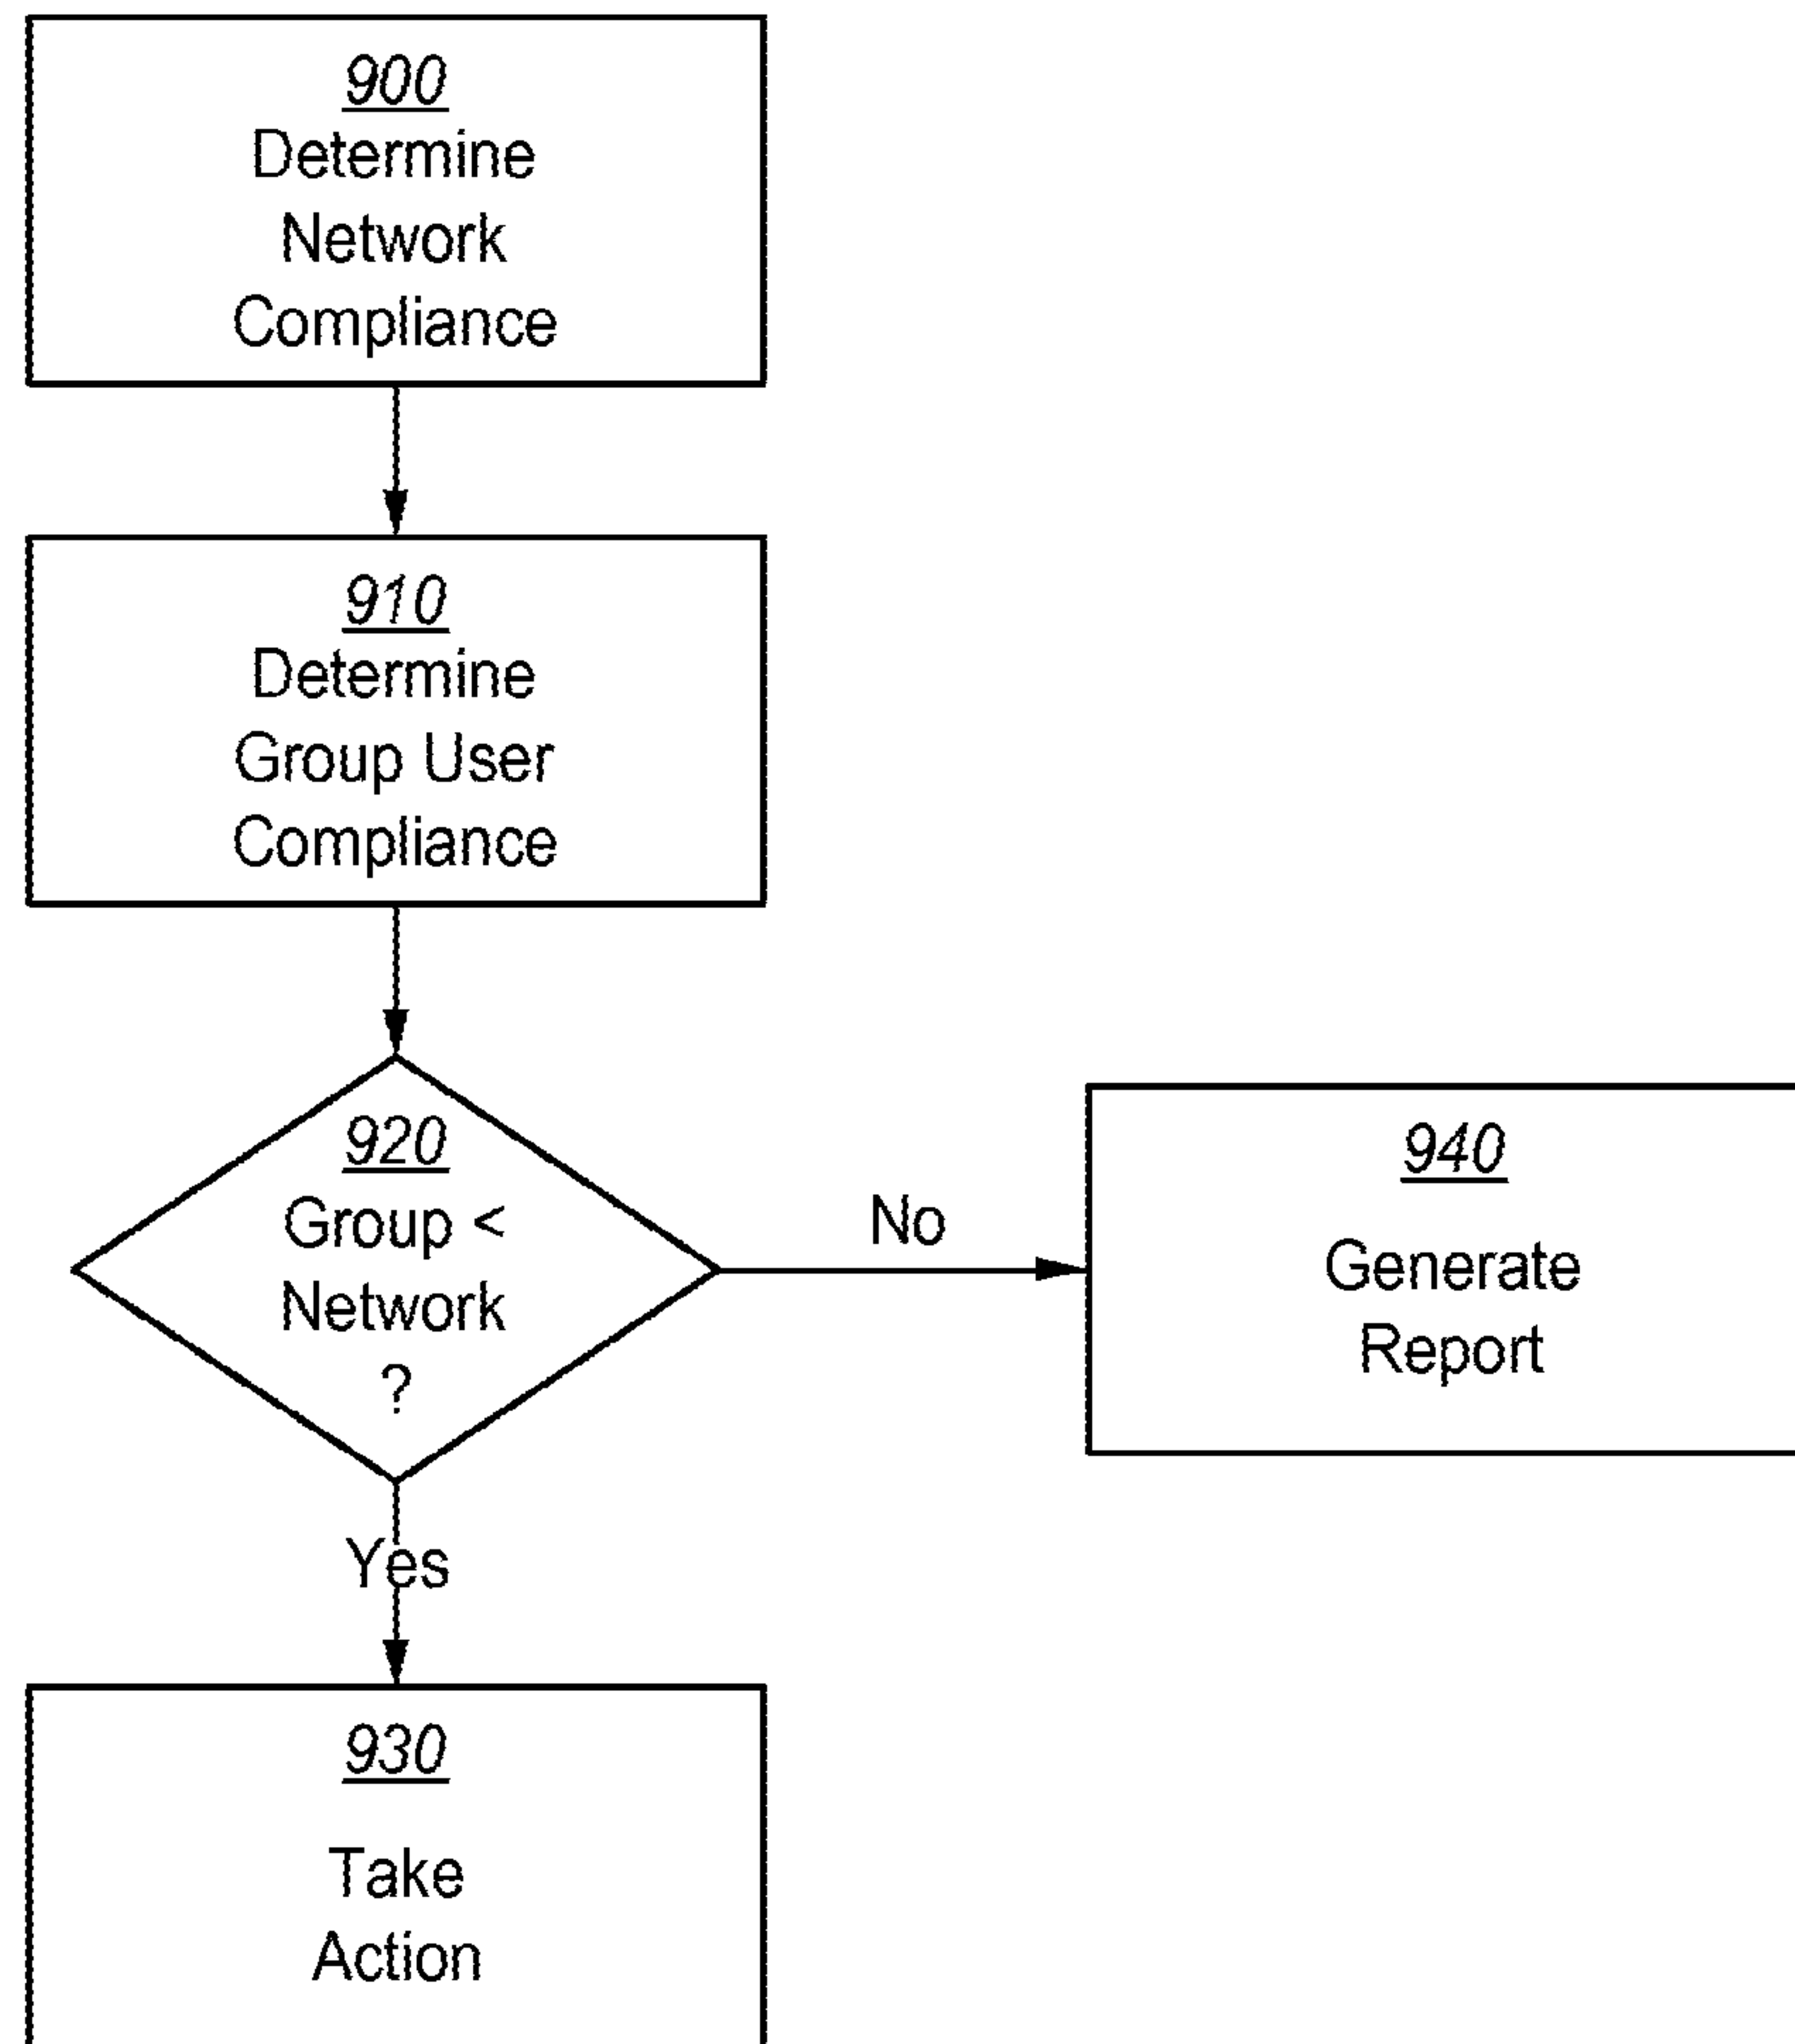 900
Determine
Network
Compliance
910
Determine
Group User
Compliance
920
Group <
Network
?
No
940
Generate
Report
Yes
930
Take
Action